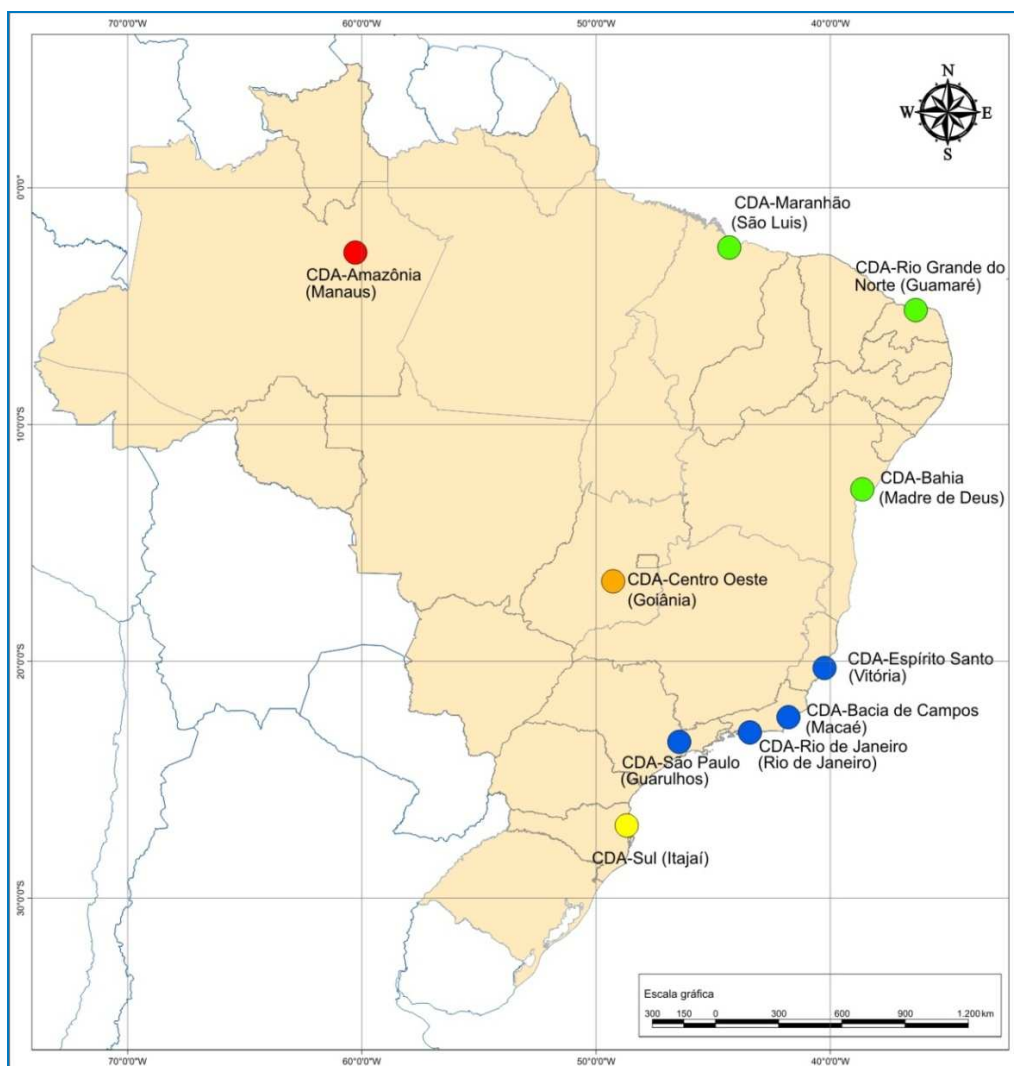 70°0'0"W
60°0'0"W
50°0'0"W
40°0'0"W
N
W
E
S
0°0'0"
CDA-Maranhão
(São Luis)
CDA-Amazônia
(Manaus)
CDA-Rio Grande do
Norte (Guamaré)
10°0'0"S
CDA-Bahia
(Madre de Deus)
CDA-Centro Oeste
(Goiânia)
20°0'0"S
CDA-Espírito Santo
(Vitória)
CDA-Bacia de Campos
(Macaé)
CDA-Rio de Janeiro
(Rio de Janeiro)
CDA-São Paulo
(Guarulhos)
CDA-Sul (Itajaí)
30°0'0"S
Escala gráfica
300 150 0 300 600 900 1.200 km
70°0'0"W
60°0'0"W
50°0'0"W
40°0'0"W